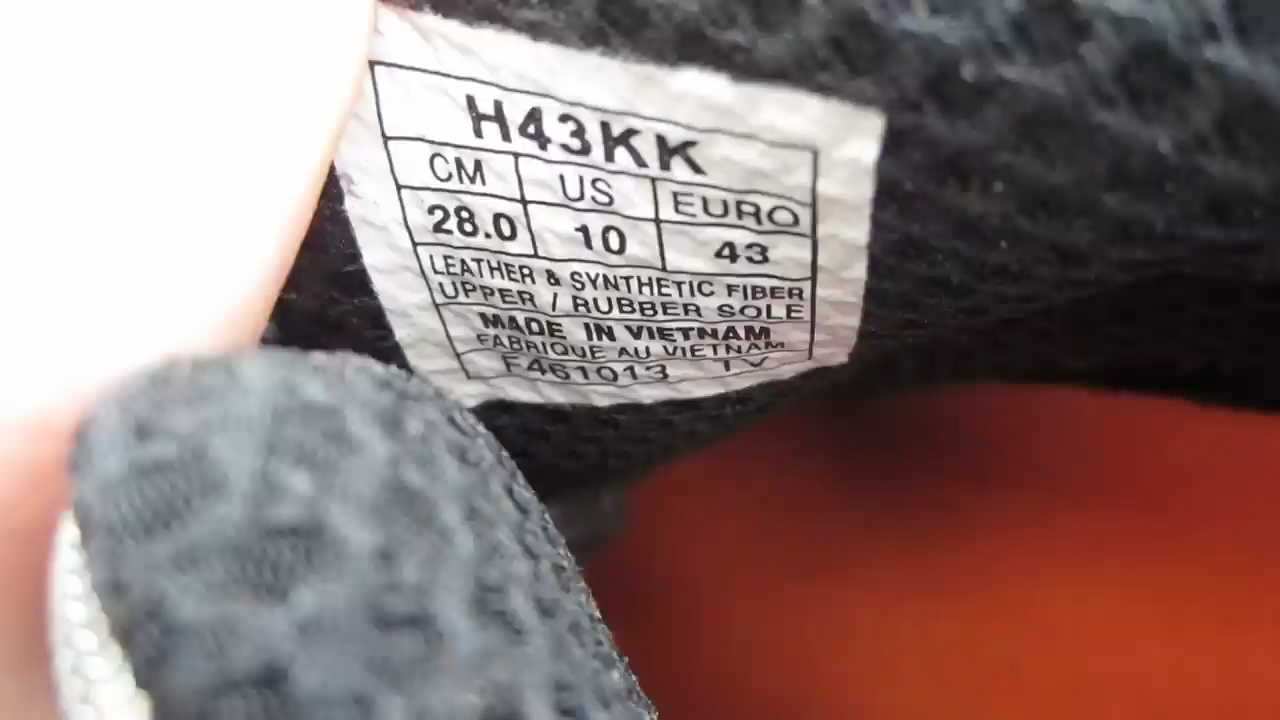 H43KK
CM US EURO
28.0 10 43
LEATHER & SYNTHETIC FIBER
UPPER / RUBBER SOLE
MADE IN VIETNAM
FABRIQUE AU VIETNAM
F461013 IV